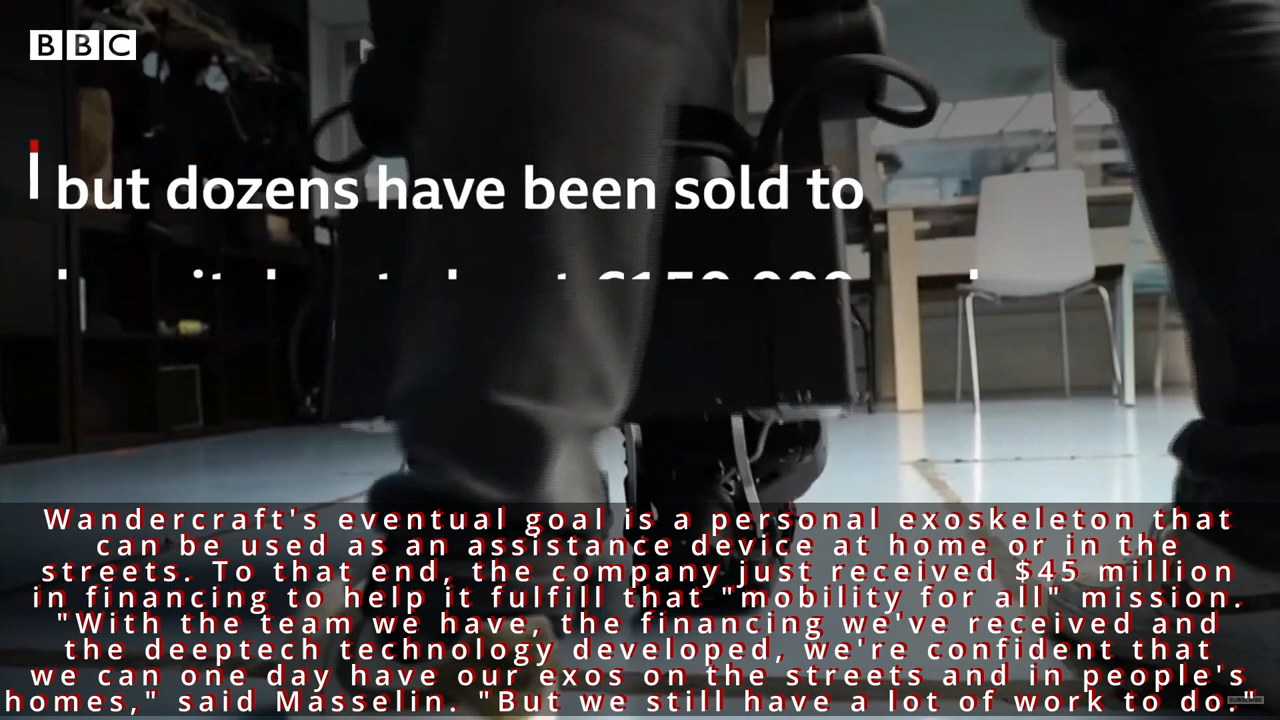 BBC
but dozens have been sold to
Wandercraft's eventual goal is a personal exoskeleton that
can be used as an assistance device at home or in the
streets. To that end, the company just received $45 million
in financing to help it fulfill that "mobility for all" mission.
"With the team we have, the financing we've received and
the deeptech technology developed, we're confident that
we can one day have our exos on the streets and in people's
homes," said Masselin. "But we still have a lot of work to do."
SUBSCRIBE